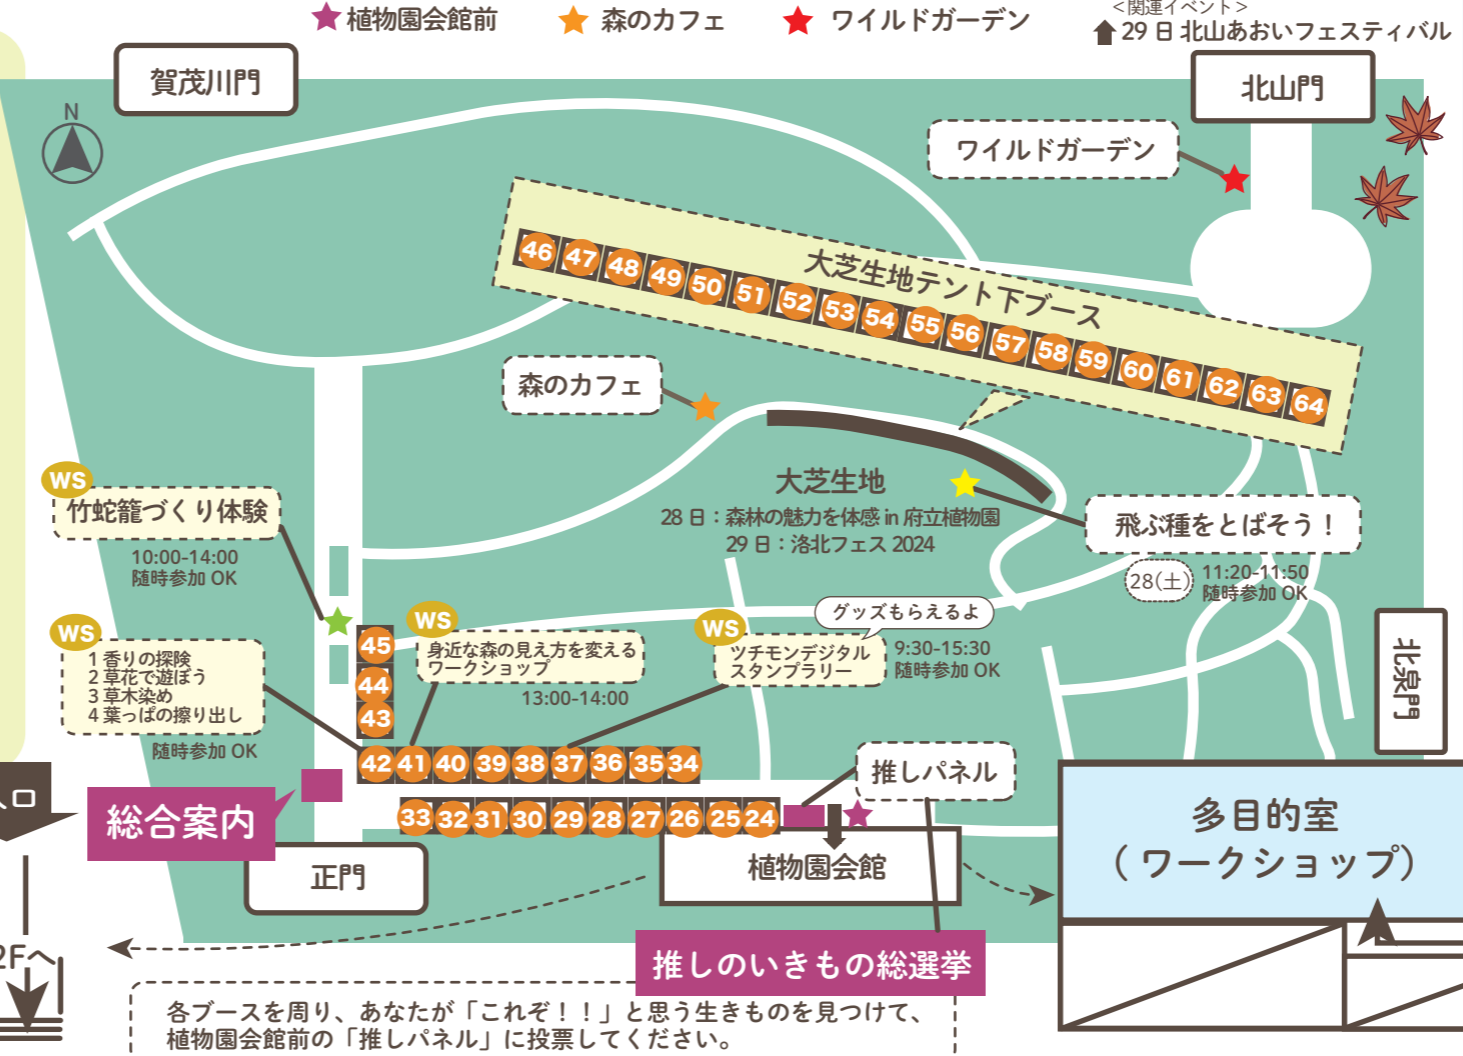 植物園会館前
森のカフェ
ワイルドガーデン
＜関連イベント＞
29 日 北山あおいフェスティバル
賀茂川門
北山門
N
ワイルドガーデン
大芝生地テント下ブース
46 47 48 49 50 51 52 53 54 55 56 57 58 59 60 61 62 63 64
森のカフェ
大芝生地
28 日：森林の魅力を体感 in 府立植物園
29 日：洛北フェス 2024
飛ぶ種をとばそう！
28(土)
11:20-11:50
随時参加 OK
WS
竹蛇籠づくり体験
10:00-14:00
随時参加 OK
WS
1 香りの探険
2 草花で遊ぼう
3 草木染め
4 葉っぱの擦り出し
随時参加 OK
WS
身近な森の見え方を変える
ワークショップ
13:00-14:00
グッズもらえるよ
WS
ツチモンデジタル
スタンプラリー
9:30-15:30
随時参加 OK
北泉門
45
44
43
42 41 40 39 38 37 36 35 34
33 32 31 30 29 28 27 26 25 24
推しパネル
口
総合案内
正門
植物園会館
多目的室
（ ワークショップ）
2Fへ
推しのいきもの総選挙
各ブースを周り、あなたが「これぞ！！」と思う生きものを見つけて、
植物園会館前の「推しパネル」に投票してください。